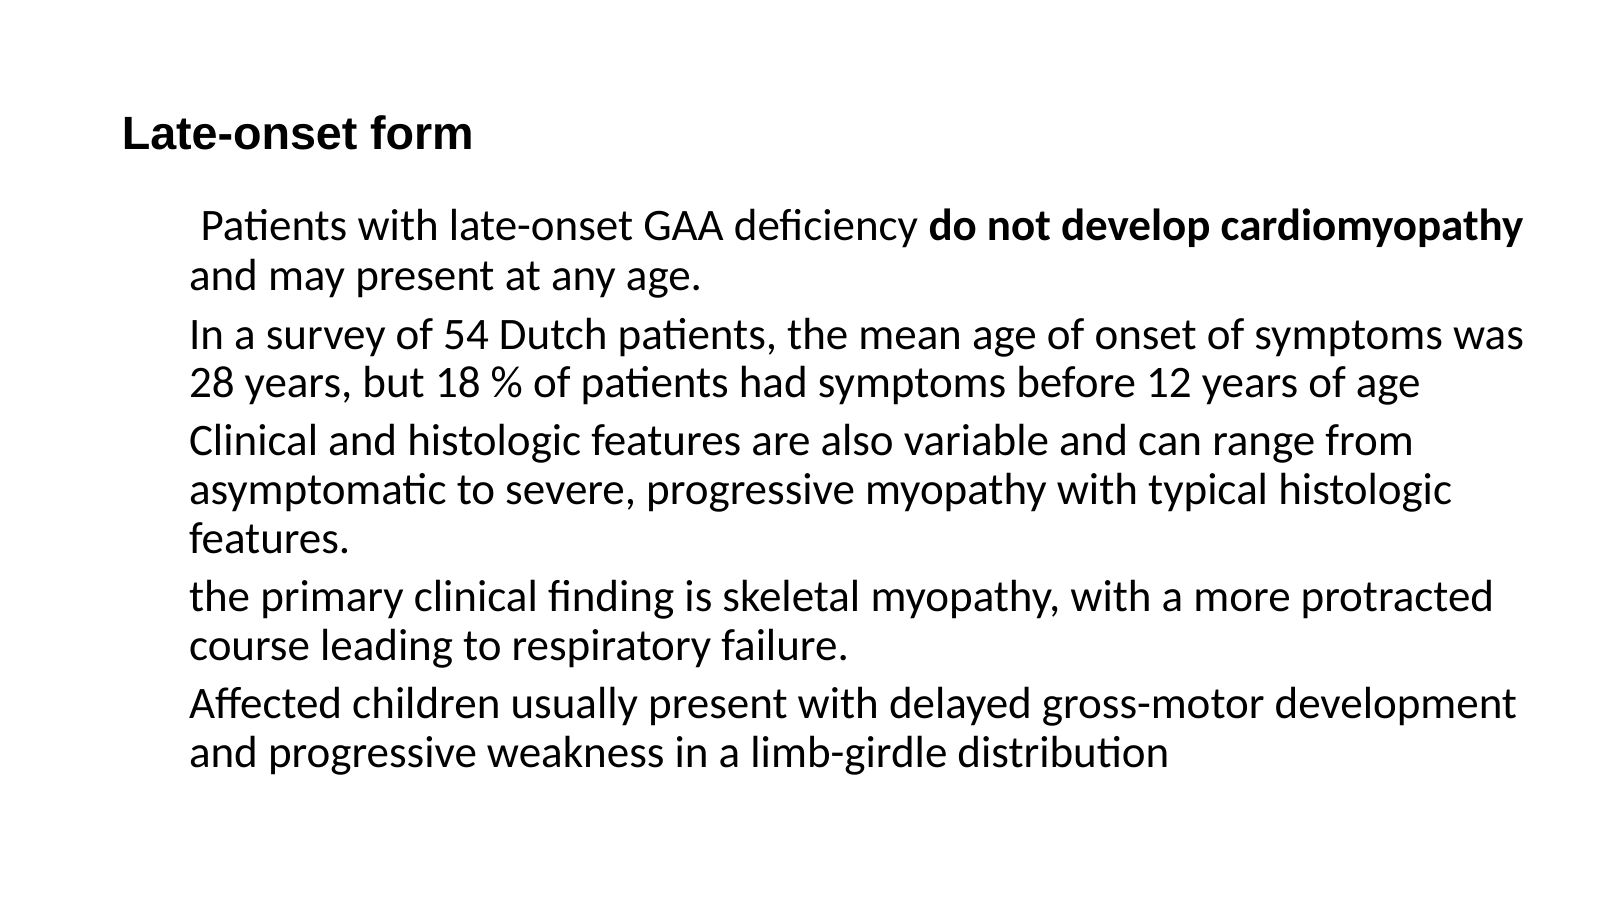 Late-onset form
Patients with late-onset GAA deficiency do not develop cardiomyopathy
and may present at any age.
In a survey of 54 Dutch patients, the mean age of onset of symptoms was
28 years, but 18 % of patients had symptoms before 12 years of age
Clinical and histologic features are also variable and can range from
asymptomatic to severe, progressive myopathy with typical histologic
features.
the primary clinical finding is skeletal myopathy, with a more protracted
course leading to respiratory failure.
Affected children usually present with delayed gross-motor development
and progressive weakness in a limb-girdle distribution